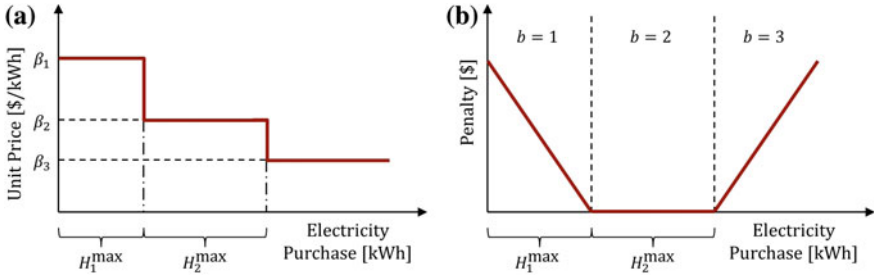 (a)
Unit Price [$/kWh]
β₁
β₂
β₃
H₁ᵐᵃˣ
H₂ᵐᵃˣ
Electricity
Purchase [kWh]
(b)
Penalty [$]
b = 1
b = 2
b = 3
H₁ᵐᵃˣ
H₂ᵐᵃˣ
Electricity
Purchase [kWh]